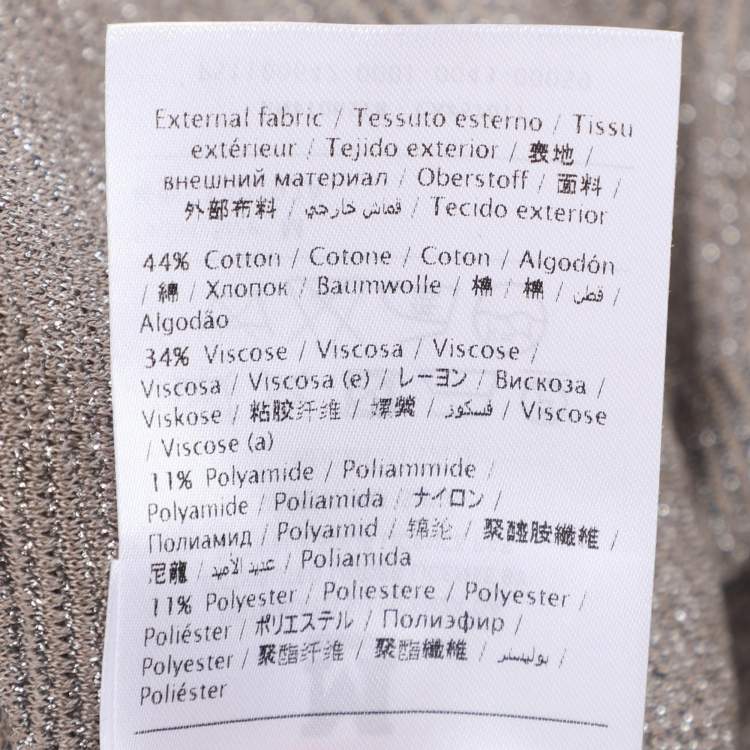 External fabric / Tessuto esterno / Tissu
extérieur / Tejido exterior / 表地 /
внешний материал / Oberstoff / 面料 /
外部布料 / قماش خارجي / Tecido exterior
44% Cotton / Cotone / Coton / Algodón
/ 綿 / Хлопок / Baumwolle / 棉 / 棉 / قطن /
Algodão
34% Viscose / Viscosa / Viscose /
Viscosa / Viscosa (e) / レーヨン / Вискоза /
Viskose / 粘胶纤维 / 嫘縈 / فسكوز / Viscose
/ Viscose (a)
11% Polyamide / Poliammide /
Polyamide / Poliamida / ナイロン /
Полиамид / Polyamid / 锦纶 / 聚醯胺纖維 /
尼龍 / عديد الأميد / Poliamida
11% Polyester / Poliestere / Polyester /
Poliéster / ポリエステル / Полиэфир /
Polyester / 聚酯纤维 / 聚酯纖維 / بوليستر /
Poliéster